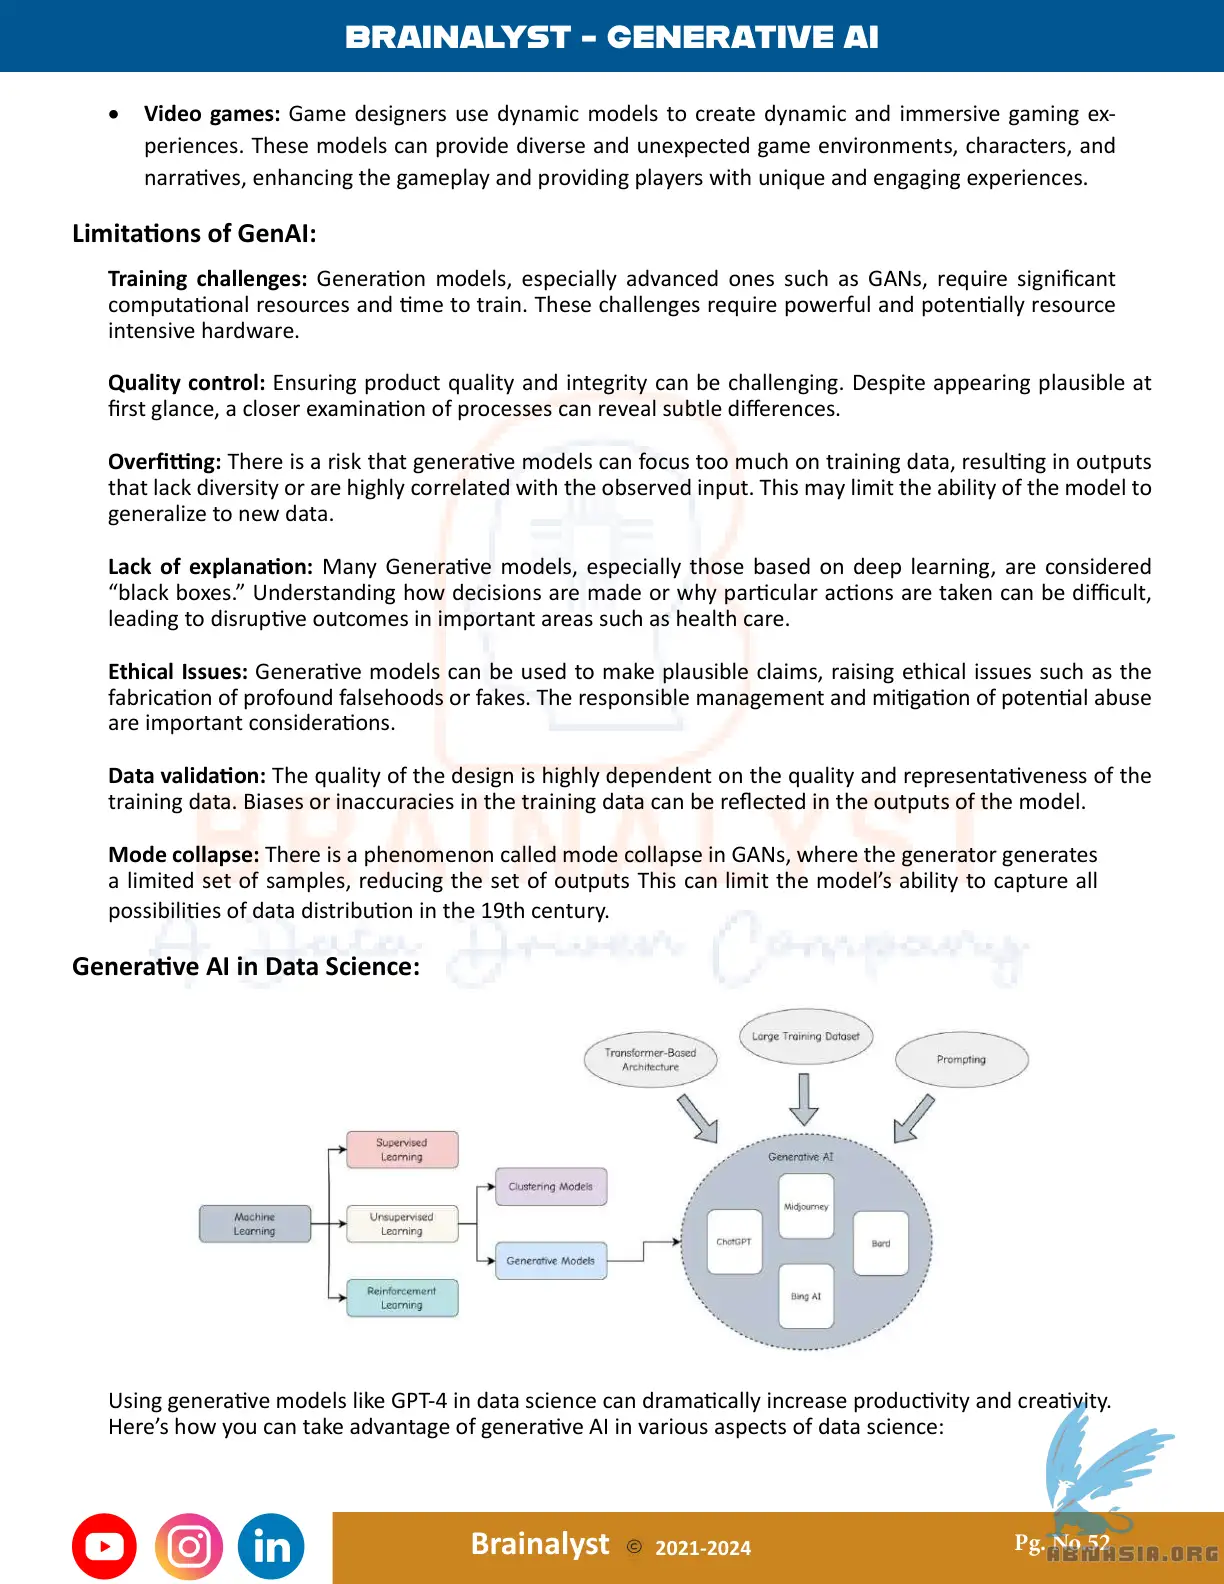 BRAINALYST - GENERATIVE AI
• Video games: Game designers use dynamic models to create dynamic and immersive gaming ex-
periences. These models can provide diverse and unexpected game environments, characters, and
narratives, enhancing the gameplay and providing players with unique and engaging experiences.
Limitations of GenAI:
Training challenges: Generation models, especially advanced ones such as GANs, require significant
computational resources and time to train. These challenges require powerful and potentially resource
intensive hardware.
Quality control: Ensuring product quality and integrity can be challenging. Despite appearing plausible at
first glance, a closer examination of processes can reveal subtle differences.
Overfitting: There is a risk that generative models can focus too much on training data, resulting in outputs
that lack diversity or are highly correlated with the observed input. This may limit the ability of the model to
generalize to new data.
Lack of explanation: Many Generative models, especially those based on deep learning, are considered
“black boxes.” Understanding how decisions are made or why particular actions are taken can be difficult,
leading to disruptive outcomes in important areas such as health care.
Ethical Issues: Generative models can be used to make plausible claims, raising ethical issues such as the
fabrication of profound falsehoods or fakes. The responsible management and mitigation of potential abuse
are important considerations.
Data validation: The quality of the design is highly dependent on the quality and representativeness of the
training data. Biases or inaccuracies in the training data can be reflected in the outputs of the model.
BRAINALYST
Mode collapse: There is a phenomenon called mode collapse in GANs, where the generator generates
a limited set of samples, reducing the set of outputs This can limit the model’s ability to capture all
possibilities of data distribution in the 19th century.
A Data Driven Company
Generative AI in Data Science:
Large Training Dataset
Transformer-Based
Architecture
Prompting
Supervised
Learning
Generative AI
Clustering Models
Midjourney
Machine
Learning
Unsupervised
Learning
ChatGPT
Bard
Generative Models
Reinforcement
Learning
Bing AI
Using generative models like GPT-4 in data science can dramatically increase productivity and creativity.
Here’s how you can take advantage of generative AI in various aspects of data science:
in
Brainalyst © 2021-2024
Pg. No 52
ABNASIA.ORG